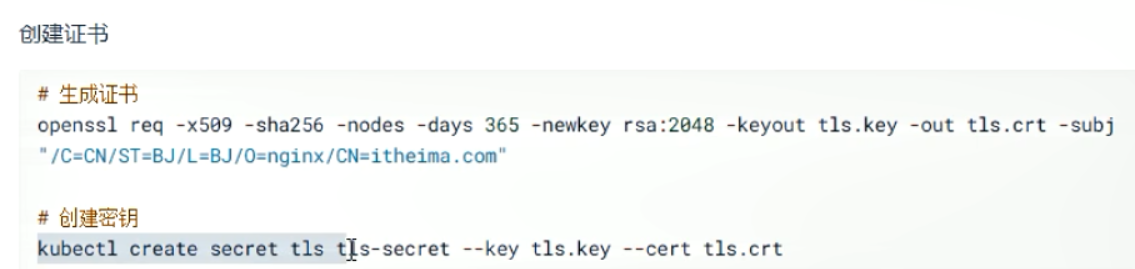 创建证书
# 生成证书
openssl req -x509 -sha256 -nodes -days 365 -newkey rsa:2048 -keyout tls.key -out tls.crt -subj
"/C=CN/ST=BJ/L=BJ/O=nginx/CN=itheima.com"
# 创建密钥
kubectl create secret tls tls-secret --key tls.key --cert tls.crt